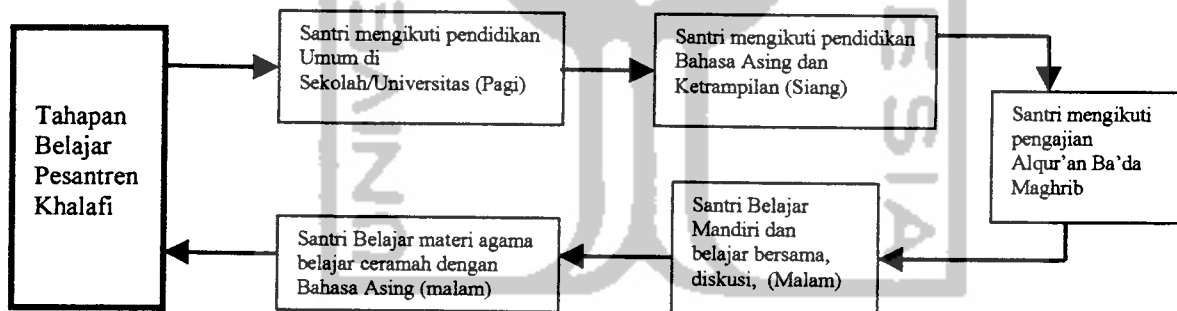 Tahapan
Belajar
Pesantren
Khalafi
Santri mengikuti pendidikan
Umum di
Sekolah/Universitas (Pagi)
Santri mengikuti pendidikan
Bahasa Asing dan
Ketrampilan (Siang)
Santri mengikuti
pengajian
Alqur'an Ba'da
Maghrib
Santri Belajar
Mandiri dan
belajar bersama,
diskusi, (Malam)
Santri Belajar materi agama
belajar ceramah dengan
Bahasa Asing (malam)